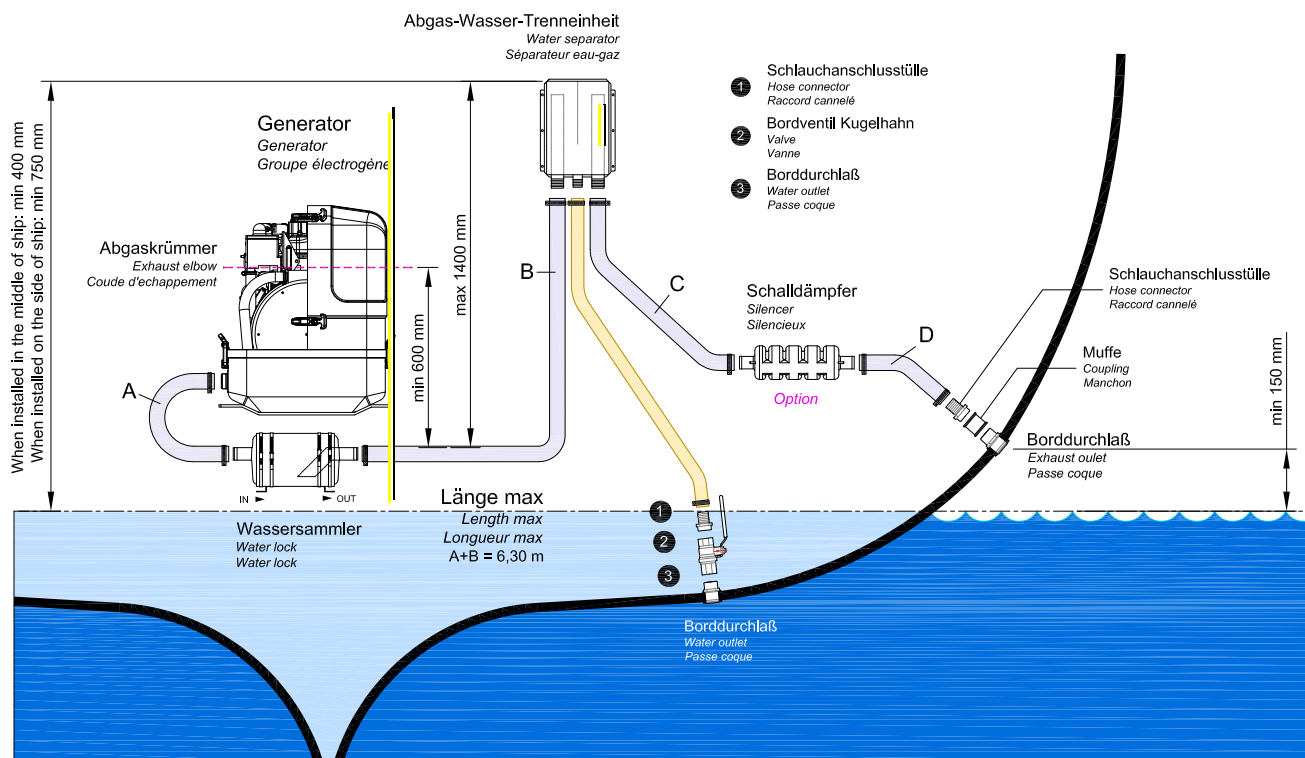 Abgas-Wasser-Trenneinheit
Water separator
Séparateur eau-gaz
1
Schlauchanschlusstülle
Hose connector
Raccord cannelé
2
Bordventil Kugelhahn
Valve
Vanne
3
Borddurchlaß
Water outlet
Passe coque
When installed in the middle of ship: min 400 mm
When installed on the side of ship: min 750 mm
Generator
Generator
Groupe électrogène
Abgaskrümmer
Exhaust elbow
Coude d'echappement
max 1400 mm
min 600 mm
A
B
C
D
Schalldämpfer
Silencer
Silencieux
Option
Schlauchanschlusstülle
Hose connector
Raccord cannelé
Muffe
Coupling
Manchon
min 150 mm
Borddurchlaß
Exhaust oulet
Passe coque
IN
OUT
Wassersammler
Water lock
Water lock
Länge max
Length max
Longueur max
A+B = 6,30 m
1
2
3
Borddurchlaß
Water outlet
Passe coque